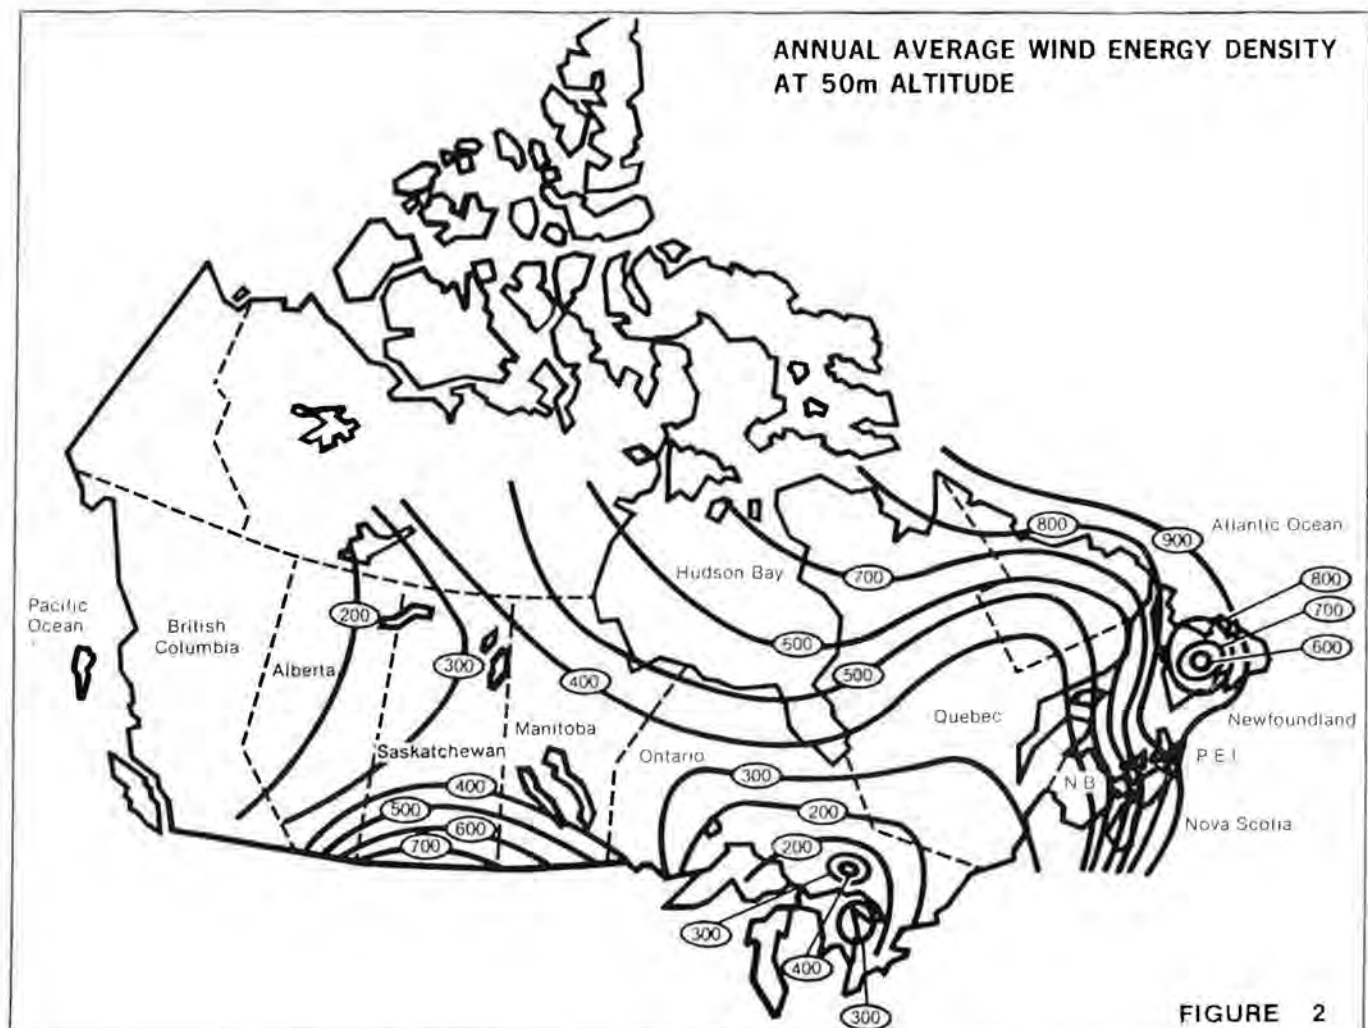 ANNUAL AVERAGE WIND ENERGY DENSITY
AT 50m ALTITUDE
800
Atlantic Ocean
900
Hudson Bay
700
800
Pacific
Ocean
200
British
Columbia
700
500
600
Alberta
300
400
500
Quebec
Newfoundland
Manitoba
Saskatchewan
Ontario
P.E.I.
400
300
N B
500
200
Nova Scotia
600
700
200
300
400
300
FIGURE 2